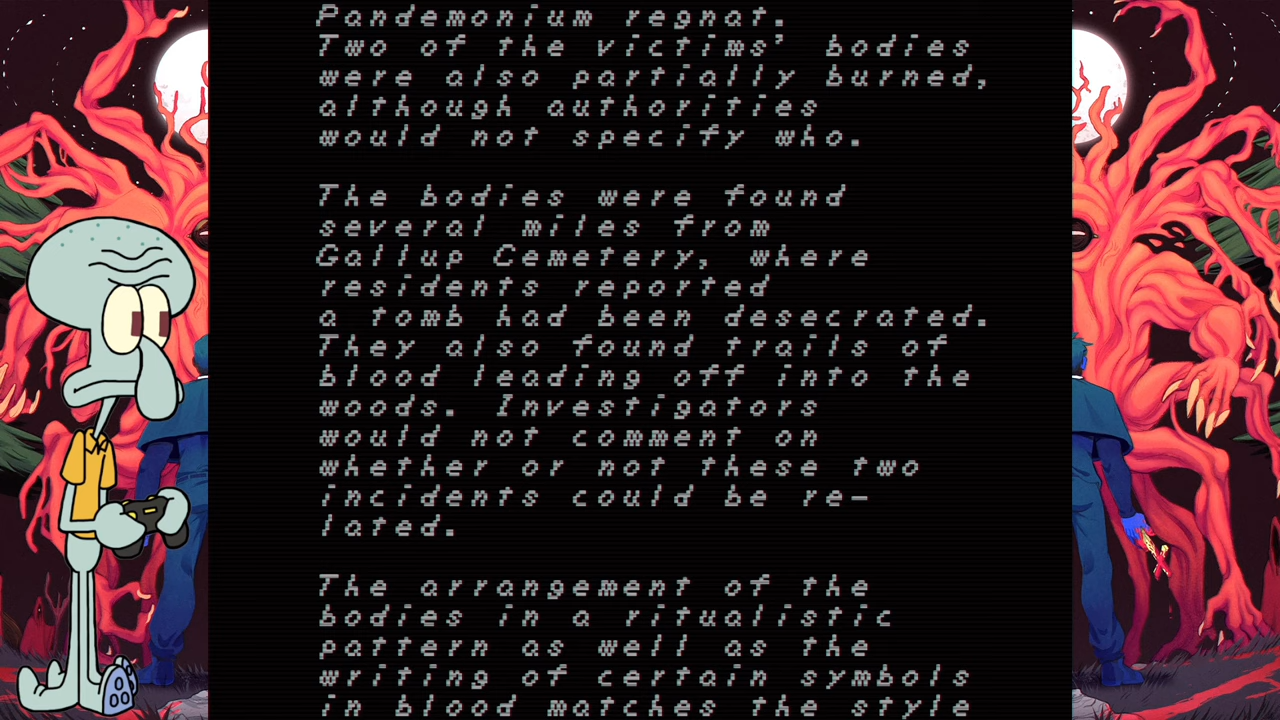 Pandemonium regnat.
Two of the victims' bodies
were also partially burned,
although authorities
would not specify who.
The bodies were found
several miles from
Gallup Cemetery, where
residents reported
a tomb had been desecrated.
They also found trails of
blood leading off into the
woods. Investigators
would not comment on
whether or not these two
incidents could be re-
lated.
The arrangement of the
bodies in a ritualistic
pattern as well as the
writing of certain symbols
in blood matches the style